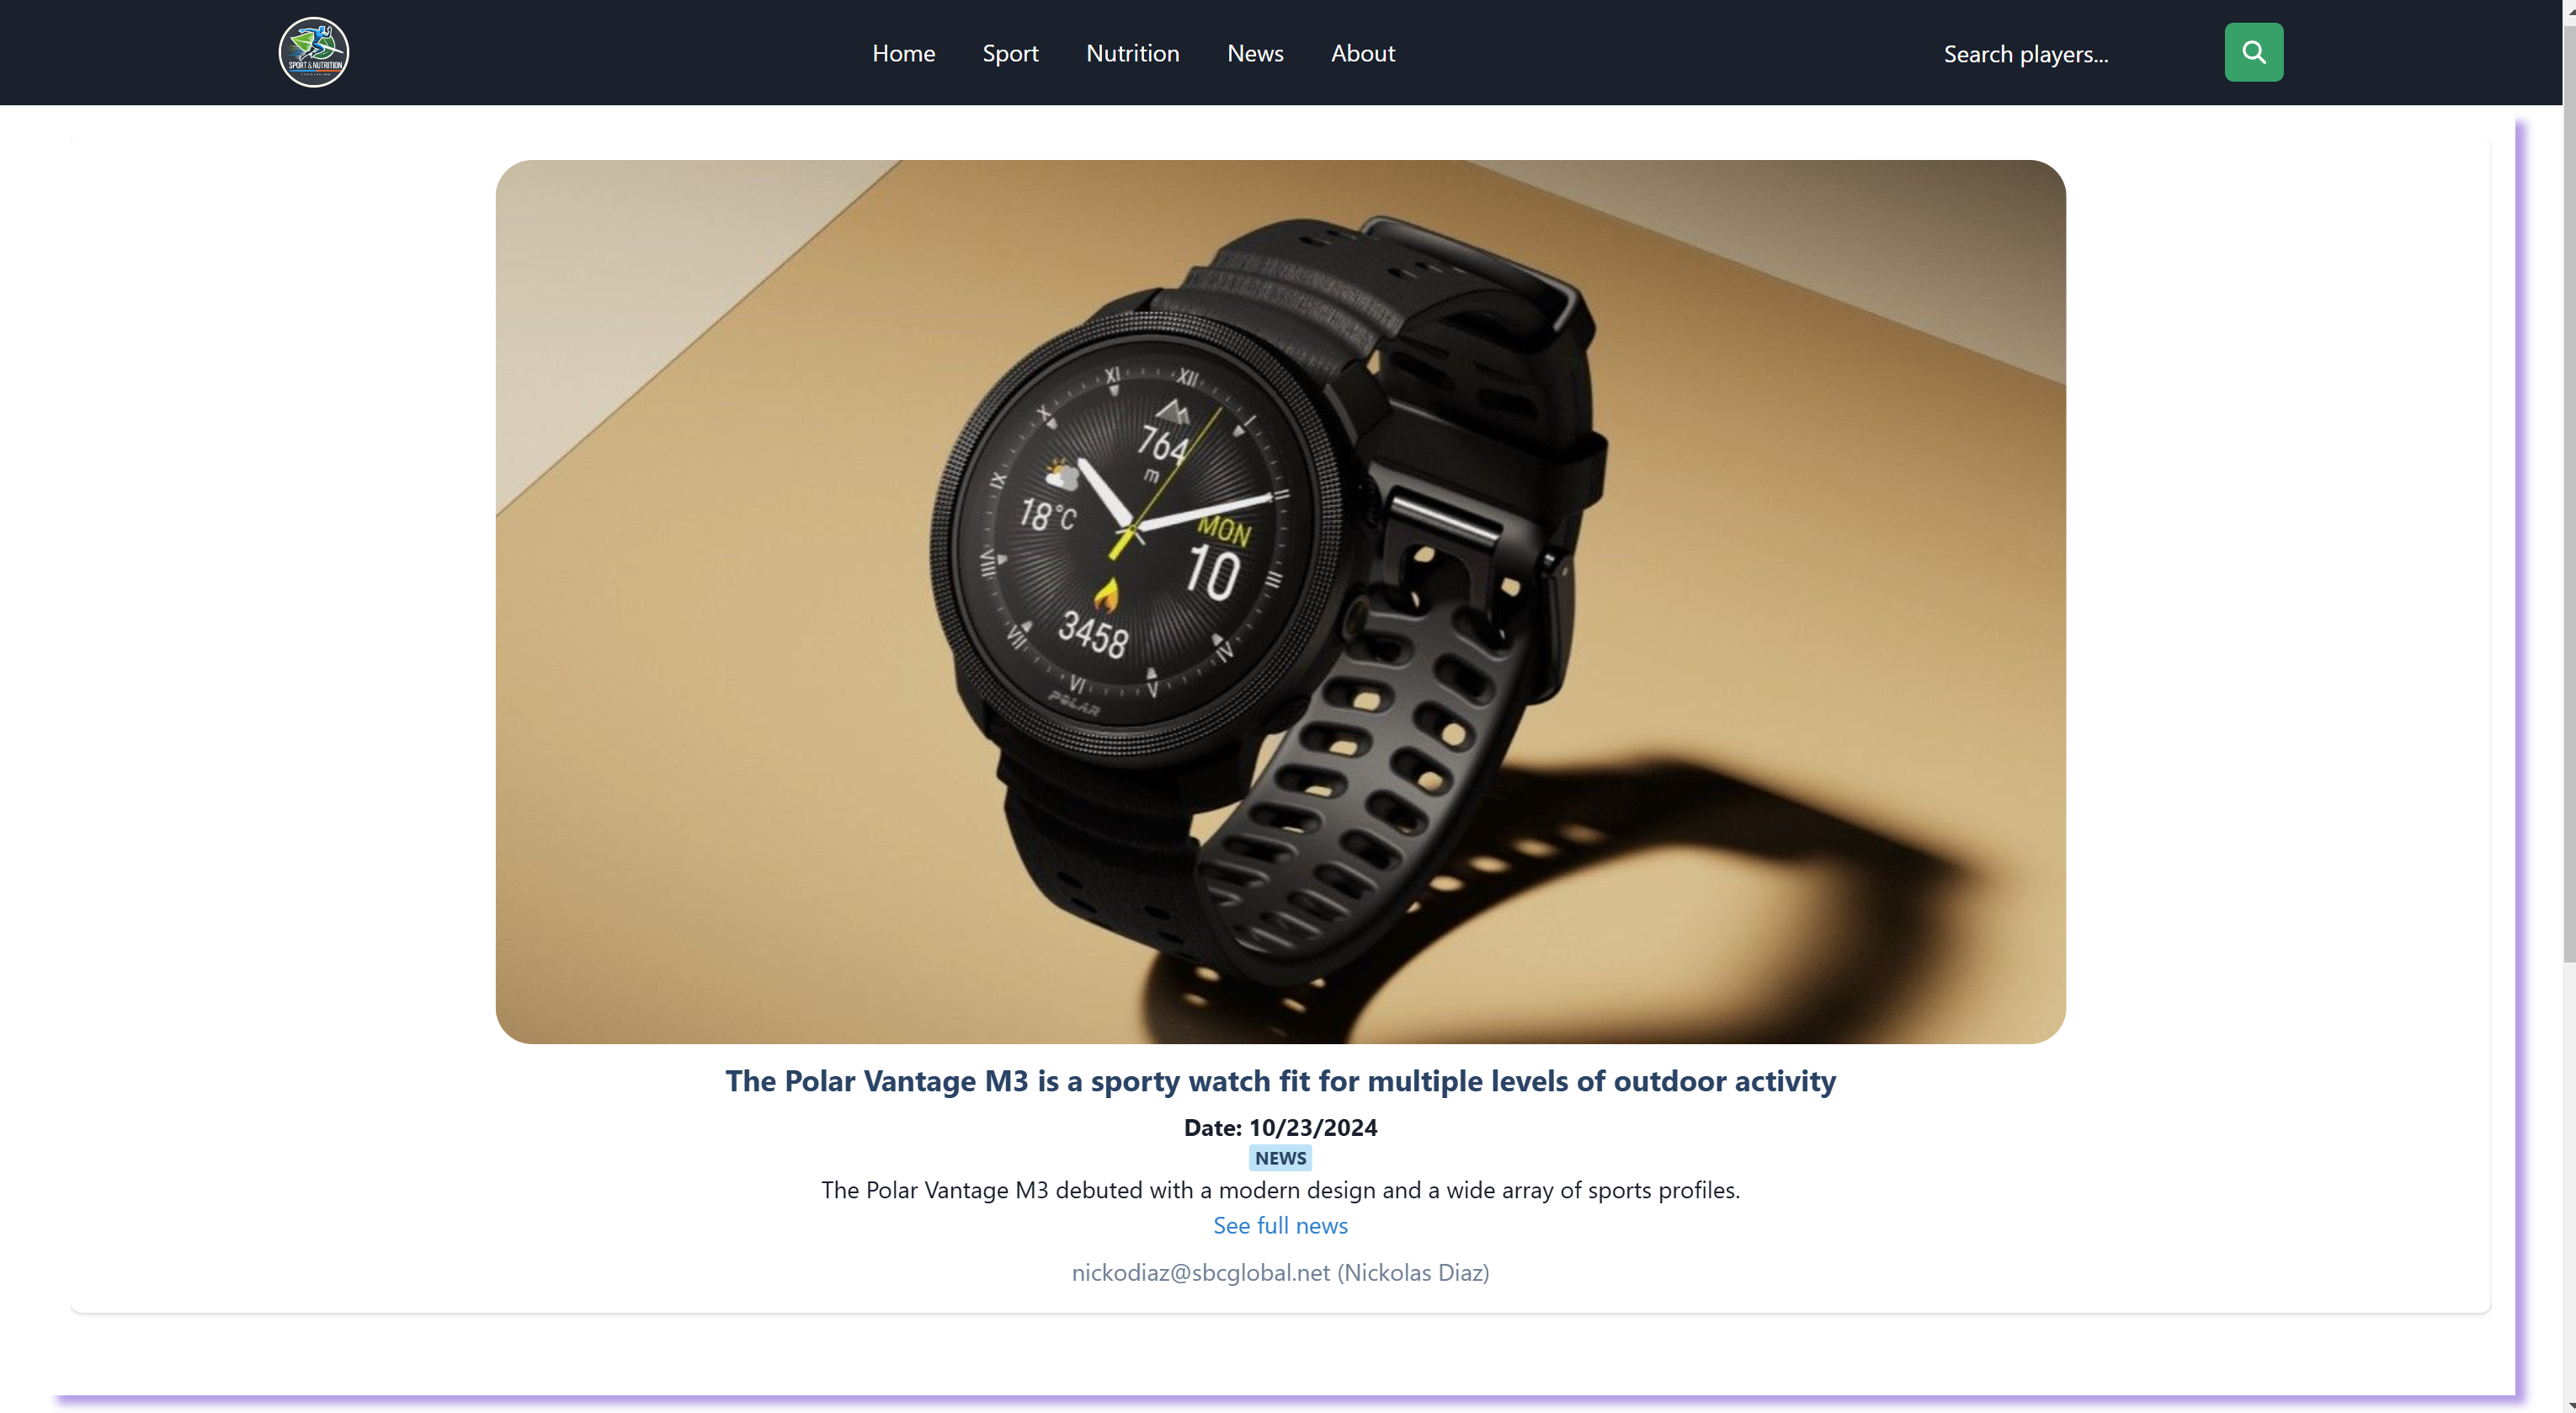 SPORT & NUTRITION
Home Sport Nutrition News About
Search players...
XI XII I
X
764
m
II
IX
18°C
MON
10
VIII
III
3458
VII
IV
VI
V
POLAR
The Polar Vantage M3 is a sporty watch fit for multiple levels of outdoor activity
Date: 10/23/2024
NEWS
The Polar Vantage M3 debuted with a modern design and a wide array of sports profiles.
See full news
nickodiaz@sbcglobal.net (Nickolas Diaz)